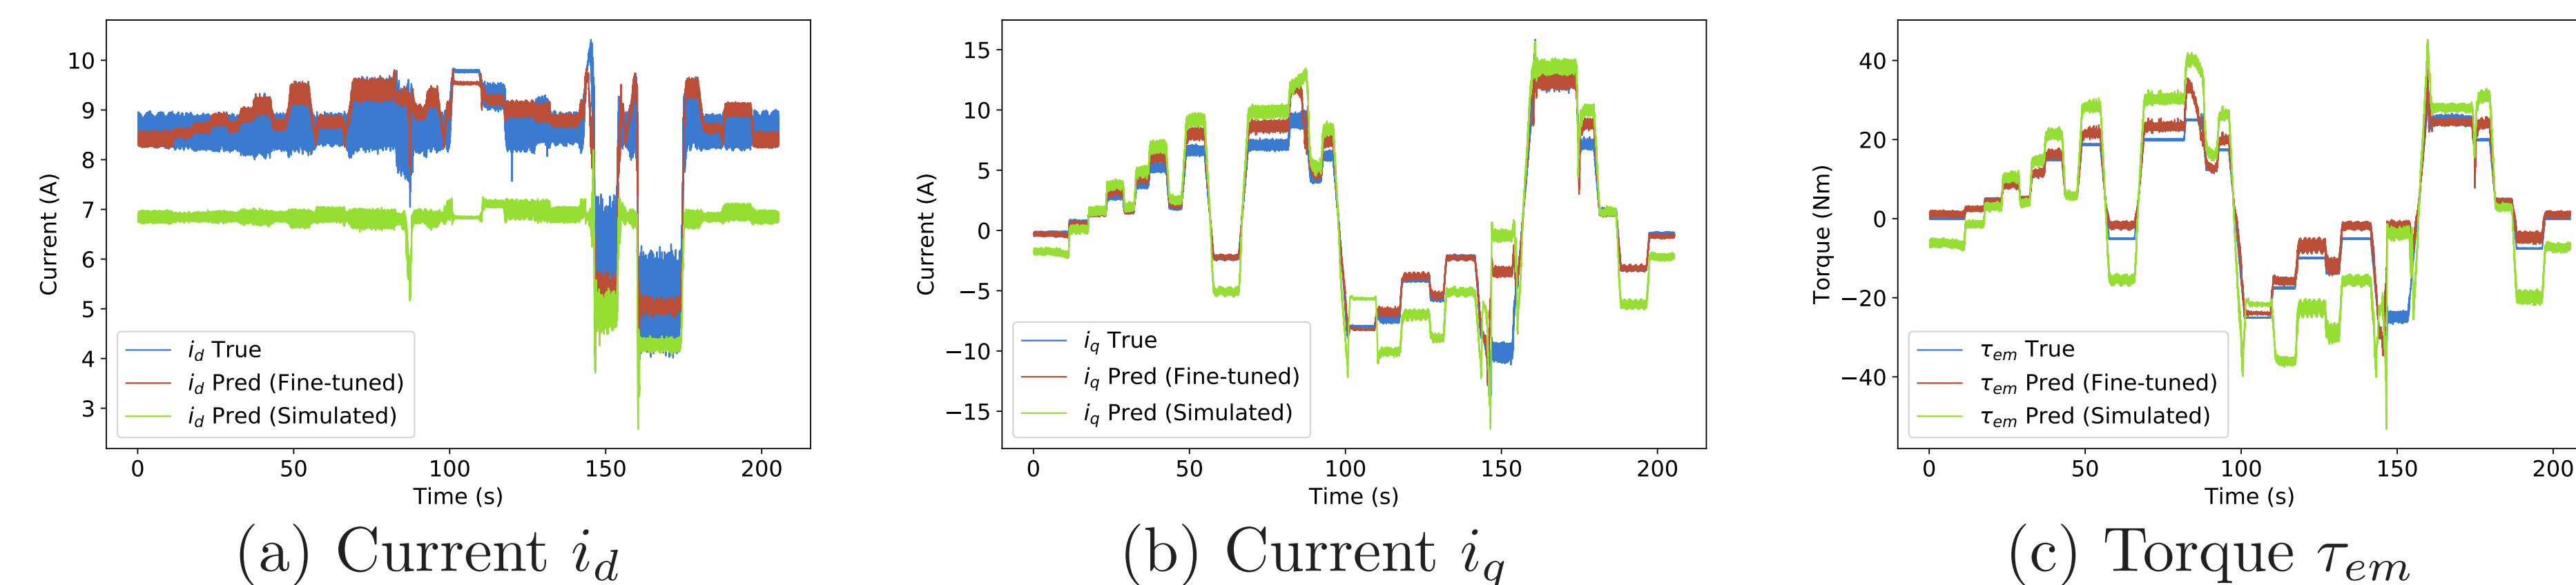 10
9
8
7
6
5
4
3
Current (A)
i_d True
i_d Pred (Fine-tuned)
i_d Pred (Simulated)
0 50 100 150 200
Time (s)
(a) Current i_d
15
10
5
0
−5
−10
−15
Current (A)
i_q True
i_q Pred (Fine-tuned)
i_q Pred (Simulated)
0 50 100 150 200
Time (s)
(b) Current i_q
40
20
0
−20
−40
Torque (Nm)
τ_em True
τ_em Pred (Fine-tuned)
τ_em Pred (Simulated)
0 50 100 150 200
Time (s)
(c) Torque τ_em